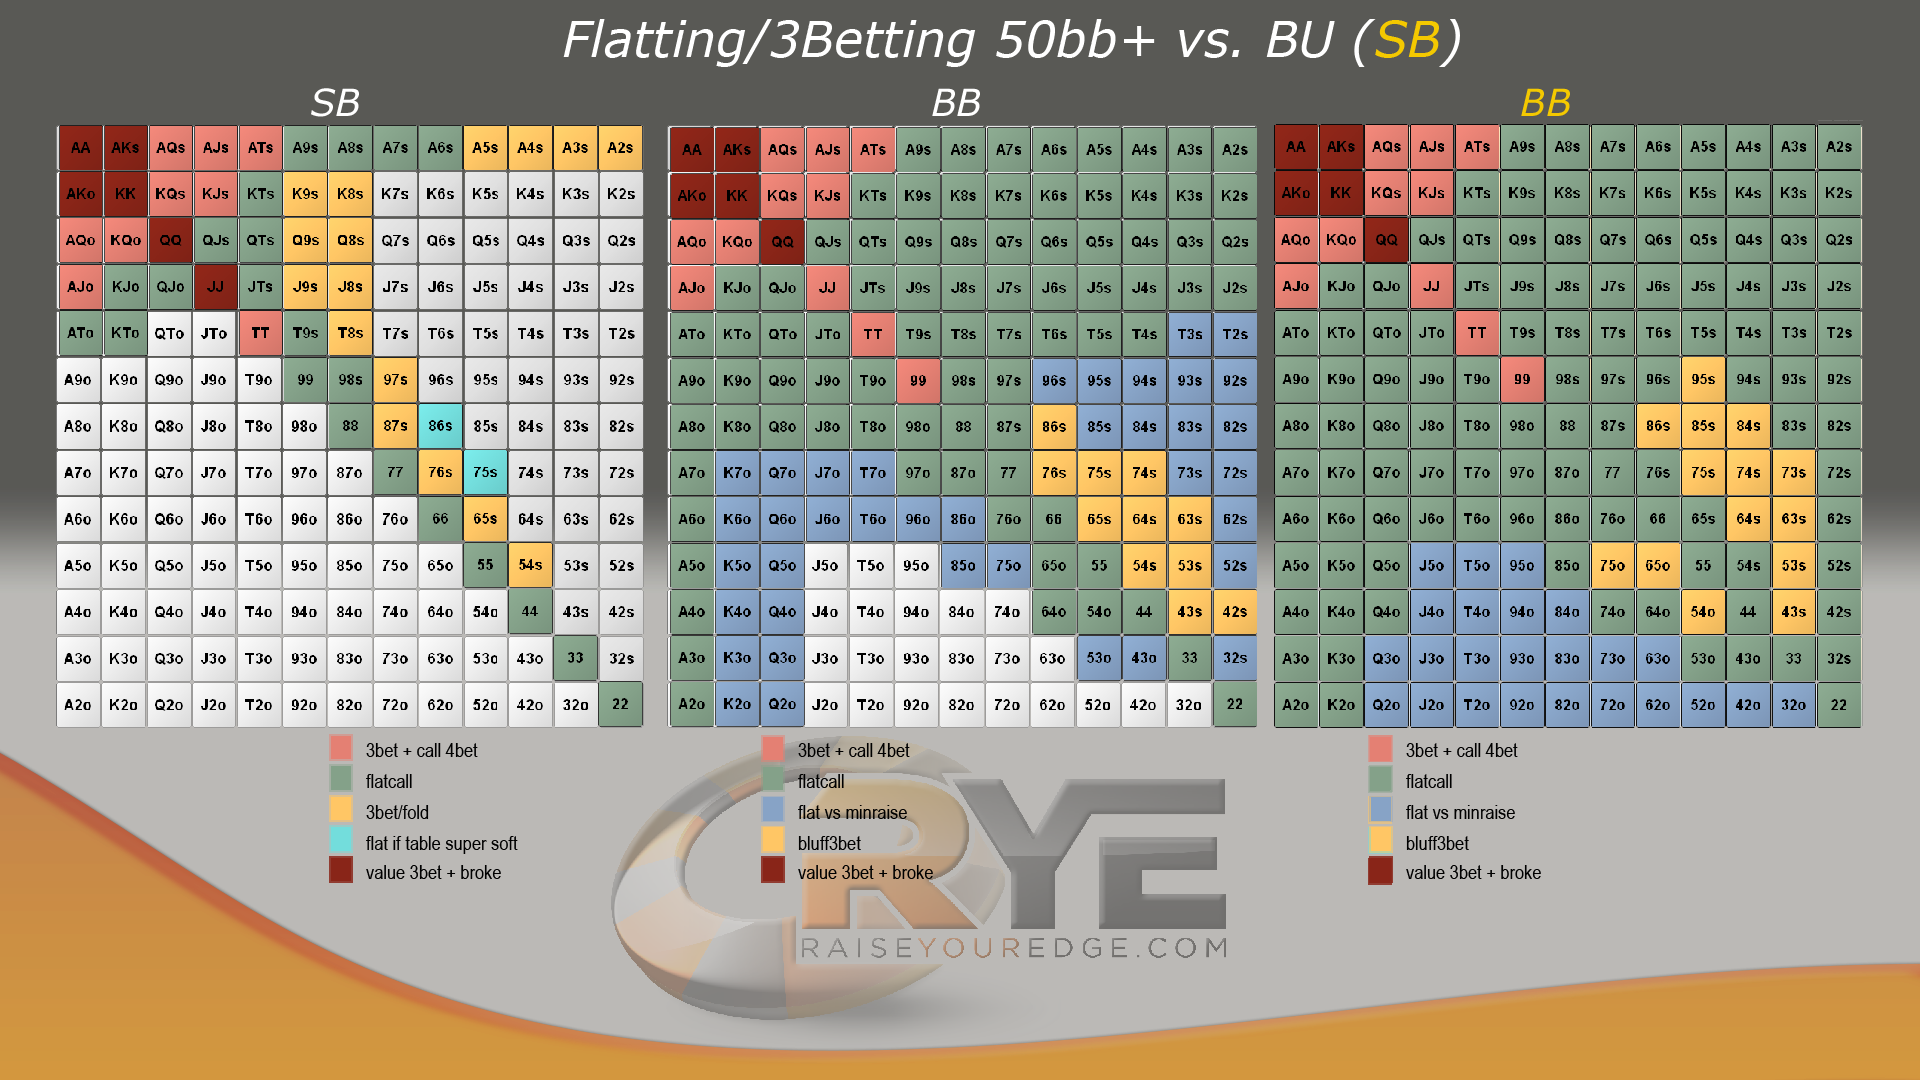 Flatting/3Betting 50bb+ vs. BU (SB)
SB
AA AKs AQs AJs ATs A9s A8s A7s A6s A5s A4s A3s A2s
AKo KK KQs KJs KTs K9s K8s K7s K6s K5s K4s K3s K2s
AQo KQo QQ QJs QTs Q9s Q8s Q7s Q6s Q5s Q4s Q3s Q2s
AJo KJo QJo JJ JTs J9s J8s J7s J6s J5s J4s J3s J2s
ATo KTo QTo JTo TT T9s T8s T7s T6s T5s T4s T3s T2s
A9o K9o Q9o J9o T9o 99 98s 97s 96s 95s 94s 93s 92s
A8o K8o Q8o J8o T8o 98o 88 87s 86s 85s 84s 83s 82s
A7o K7o Q7o J7o T7o 97o 87o 77 76s 75s 74s 73s 72s
A6o K6o Q6o J6o T6o 96o 86o 76o 66 65s 64s 63s 62s
A5o K5o Q5o J5o T5o 95o 85o 75o 65o 55 54s 53s 52s
A4o K4o Q4o J4o T4o 94o 84o 74o 64o 54o 44 43s 42s
A3o K3o Q3o J3o T3o 93o 83o 73o 63o 53o 43o 33 32s
A2o K2o Q2o J2o T2o 92o 82o 72o 62o 52o 42o 32o 22
3bet + call 4bet
flatcall
3bet/fold
flat if table super soft
value 3bet + broke
BB
AA AKs AQs AJs ATs A9s A8s A7s A6s A5s A4s A3s A2s
AKo KK KQs KJs KTs K9s K8s K7s K6s K5s K4s K3s K2s
AQo KQo QQ QJs QTs Q9s Q8s Q7s Q6s Q5s Q4s Q3s Q2s
AJo KJo QJo JJ JTs J9s J8s J7s J6s J5s J4s J3s J2s
ATo KTo QTo JTo TT T9s T8s T7s T6s T5s T4s T3s T2s
A9o K9o Q9o J9o T9o 99 98s 97s 96s 95s 94s 93s 92s
A8o K8o Q8o J8o T8o 98o 88 87s 86s 85s 84s 83s 82s
A7o K7o Q7o J7o T7o 97o 87o 77 76s 75s 74s 73s 72s
A6o K6o Q6o J6o T6o 96o 86o 76o 66 65s 64s 63s 62s
A5o K5o Q5o J5o T5o 95o 85o 75o 65o 55 54s 53s 52s
A4o K4o Q4o J4o T4o 94o 84o 74o 64o 54o 44 43s 42s
A3o K3o Q3o J3o T3o 93o 83o 73o 63o 53o 43o 33 32s
A2o K2o Q2o J2o T2o 92o 82o 72o 62o 52o 42o 32o 22
3bet + call 4bet
flatcall
flat vs minraise
bluff3bet
value 3bet + broke
BB
AA AKs AQs AJs ATs A9s A8s A7s A6s A5s A4s A3s A2s
AKo KK KQs KJs KTs K9s K8s K7s K6s K5s K4s K3s K2s
AQo KQo QQ QJs QTs Q9s Q8s Q7s Q6s Q5s Q4s Q3s Q2s
AJo KJo QJo JJ JTs J9s J8s J7s J6s J5s J4s J3s J2s
ATo KTo QTo JTo TT T9s T8s T7s T6s T5s T4s T3s T2s
A9o K9o Q9o J9o T9o 99 98s 97s 96s 95s 94s 93s 92s
A8o K8o Q8o J8o T8o 98o 88 87s 86s 85s 84s 83s 82s
A7o K7o Q7o J7o T7o 97o 87o 77 76s 75s 74s 73s 72s
A6o K6o Q6o J6o T6o 96o 86o 76o 66 65s 64s 63s 62s
A5o K5o Q5o J5o T5o 95o 85o 75o 65o 55 54s 53s 52s
A4o K4o Q4o J4o T4o 94o 84o 74o 64o 54o 44 43s 42s
A3o K3o Q3o J3o T3o 93o 83o 73o 63o 53o 43o 33 32s
A2o K2o Q2o J2o T2o 92o 82o 72o 62o 52o 42o 32o 22
3bet + call 4bet
flatcall
flat vs minraise
bluff3bet
value 3bet + broke
RYE
RAISEYOUREDGE.COM